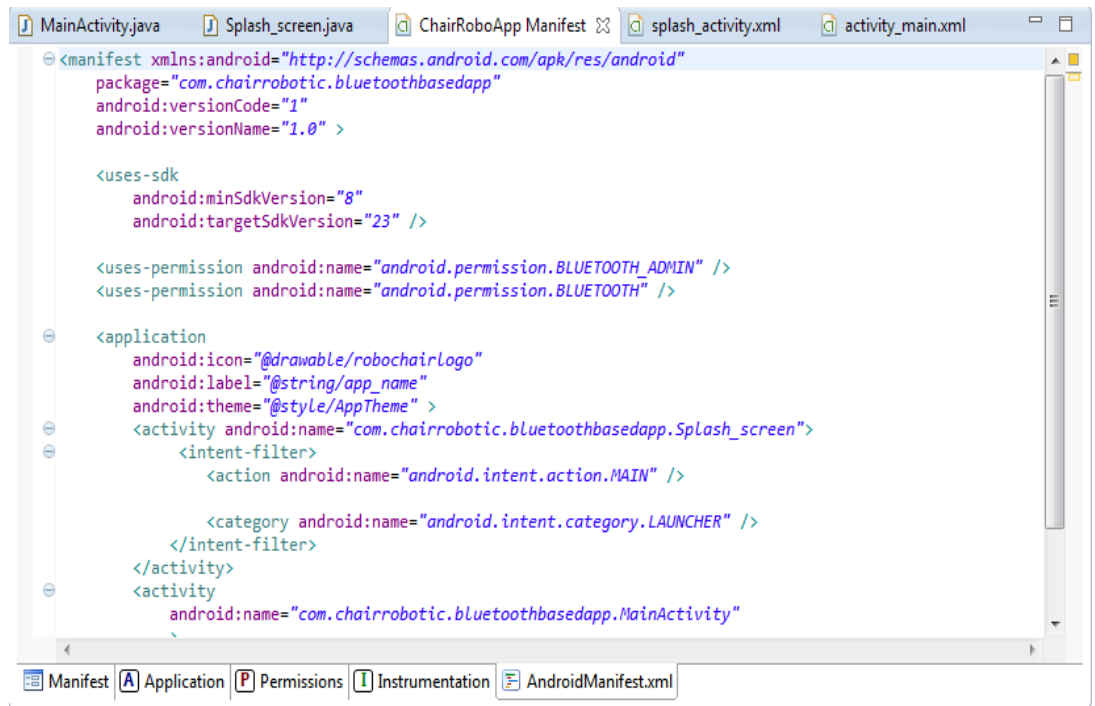 MainActivity.java Splash_screen.java ChairRoboApp Manifest splash_activity.xml activity_main.xml
<manifest xmlns:android="http://schemas.android.com/apk/res/android"
package="com.chairrobotic.bluetoothbasedapp"
android:versionCode="1"
android:versionName="1.0" >
<uses-sdk
android:minSdkVersion="8"
android:targetSdkVersion="23" />
<uses-permission android:name="android.permission.BLUETOOTH_ADMIN" />
<uses-permission android:name="android.permission.BLUETOOTH" />
<application
android:icon="@drawable/robochairlogo"
android:label="@string/app_name"
android:theme="@style/AppTheme" >
<activity android:name="com.chairrobotic.bluetoothbasedapp.Splash_screen">
<intent-filter>
<action android:name="android.intent.action.MAIN" />
<category android:name="android.intent.category.LAUNCHER" />
</intent-filter>
</activity>
<activity
android:name="com.chairrobotic.bluetoothbasedapp.MainActivity"
>
Manifest A Application P Permissions I Instrumentation AndroidManifest.xml